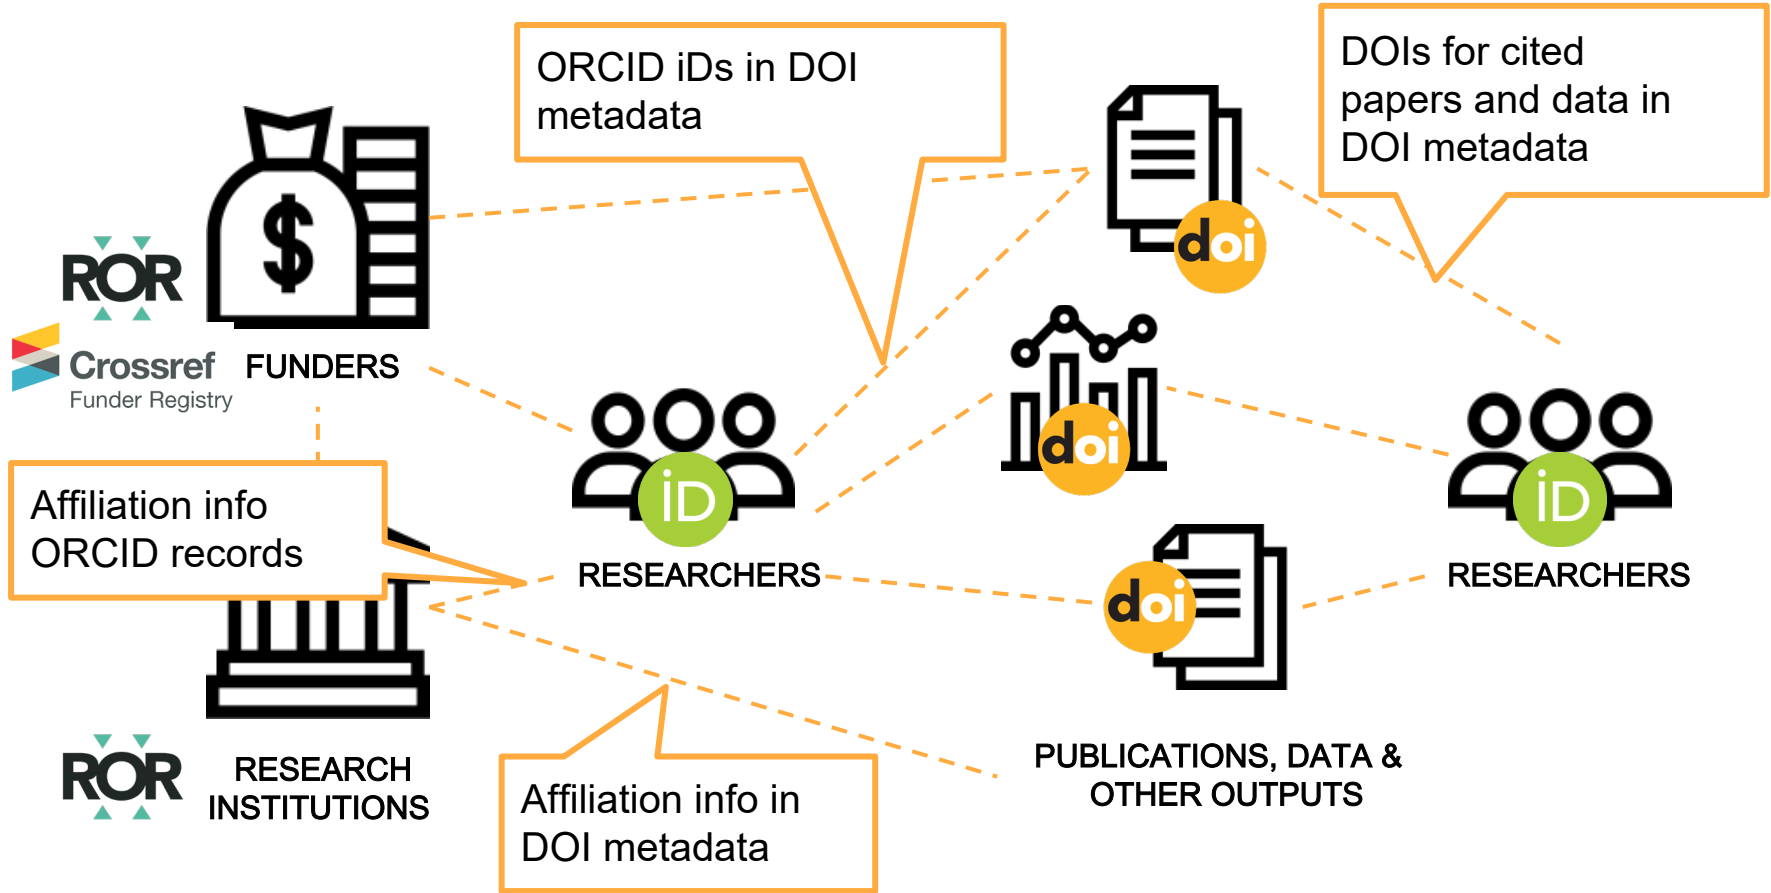 ORCID iDs in DOI
metadata
DOIs for cited
papers and data in
DOI metadata
$
doi
ROR
Crossref
Funder Registry
FUNDERS
doi
iD
RESEARCHERS
iD
RESEARCHERS
Affiliation info
ORCID records
doi
ROR
RESEARCH
INSTITUTIONS
Affiliation info in
DOI metadata
PUBLICATIONS, DATA &
OTHER OUTPUTS